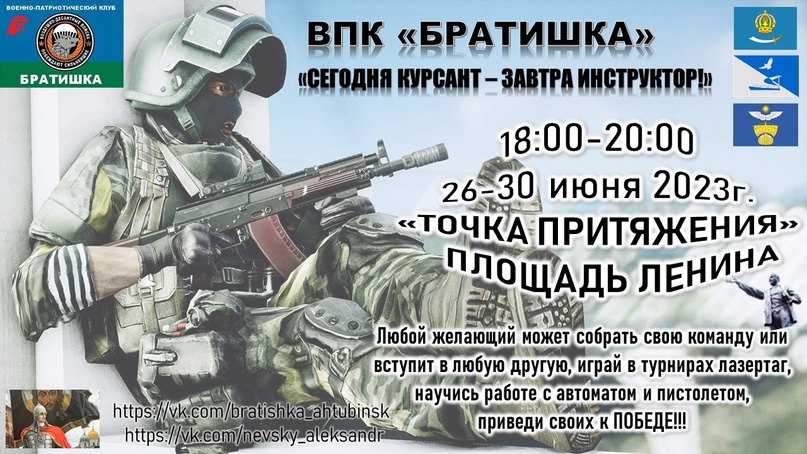 ВОЕННО-ПАТРИОТИЧЕСКИЙ КЛУБ
БРАТИШКА
ВПК «БРАТИШКА»
«СЕГОДНЯ КУРСАНТ – ЗАВТРА ИНСТРУКТОР!»
18:00-20:00
26-30 июня 2023г.
«ТОЧКА ПРИТЯЖЕНИЯ»
ПЛОЩАДЬ ЛЕНИНА
Любой желающий может собрать свою команду или
вступит в любую другую, играй в турнирах лазертаг,
научись работе с автоматом и пистолетом,
приведи своих к ПОБЕДЕ!!!
https://vk.com/bratishka_ahtubinsk
https://vk.com/nevsky_aleksandr